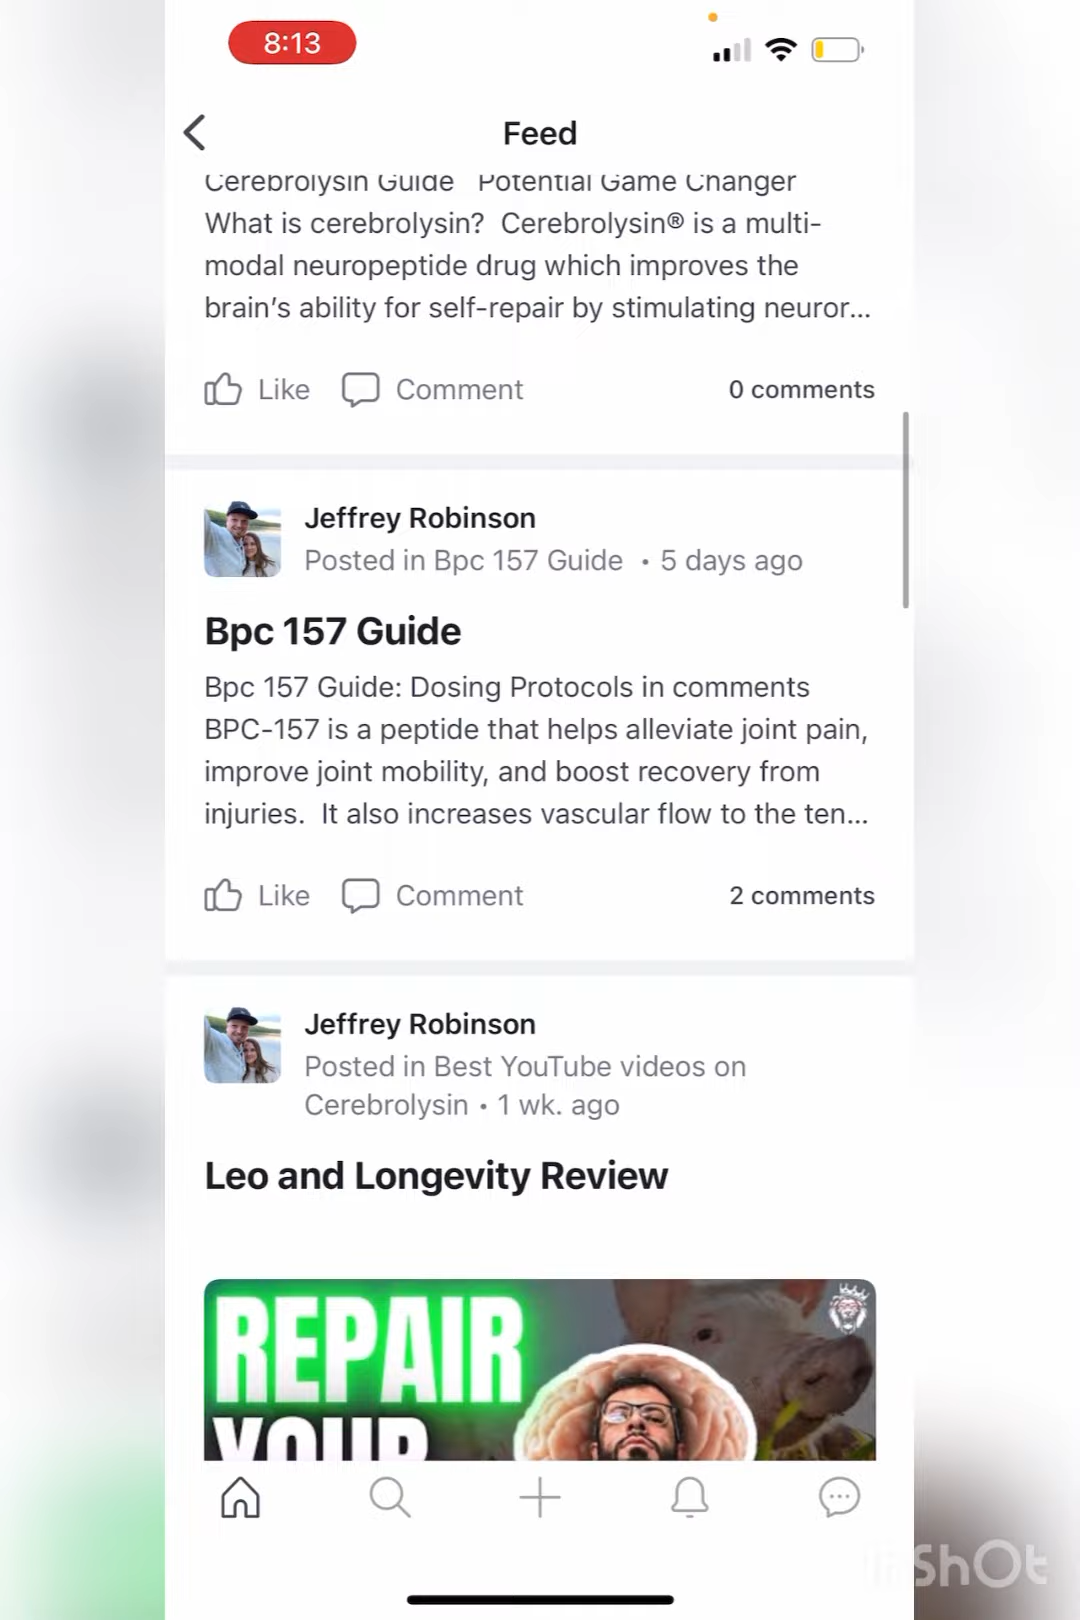 8:13
Feed
Cerebrolysin Guide Potential Game Changer
What is cerebrolysin? Cerebrolysin® is a multi-
modal neuropeptide drug which improves the
brain's ability for self-repair by stimulating neuror...
Like Comment 0 comments
Jeffrey Robinson
Posted in Bpc 157 Guide • 5 days ago
Bpc 157 Guide
Bpc 157 Guide: Dosing Protocols in comments
BPC-157 is a peptide that helps alleviate joint pain,
improve joint mobility, and boost recovery from
injuries. It also increases vascular flow to the ten...
Like Comment 2 comments
Jeffrey Robinson
Posted in Best YouTube videos on
Cerebrolysin • 1 wk. ago
Leo and Longevity Review
REPAIR
YOUR